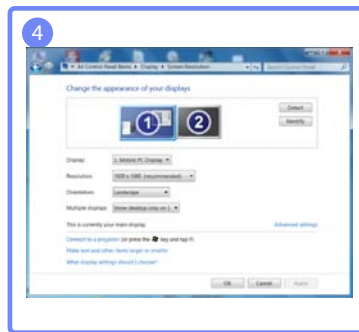 4
All Control Panel Items ▸ Display ▸ Screen Resolution
Search Control Panel
Change the appearance of your displays
1
2
Detect
Identify
Display: 1. Mobile PC Display
Resolution: 1920 x 1080 (recommended)
Orientation: Landscape
Multiple displays: Show desktop only on 1
This is currently your main display.
Advanced settings
Connect to a projector (or press the key and tap P)
Make text and other items larger or smaller
What display settings should I choose?
OK
Cancel
Apply